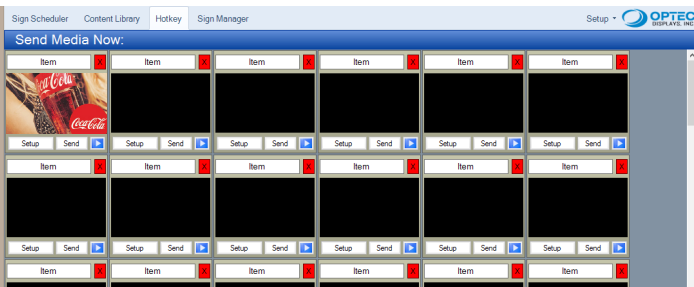 Sign Scheduler Content Library Hotkey Sign Manager Setup OPTEC
DISPLAYS, INC
Send Media Now:
Item X Item X Item X Item X Item X Item X
Coca-Cola
Coca-Cola
Setup Send Setup Send Setup Send Setup Send Setup Send Setup Send
Item X Item X Item X Item X Item X Item X
Setup Send Setup Send Setup Send Setup Send Setup Send Setup Send
Item X Item X Item X Item X Item X Item X